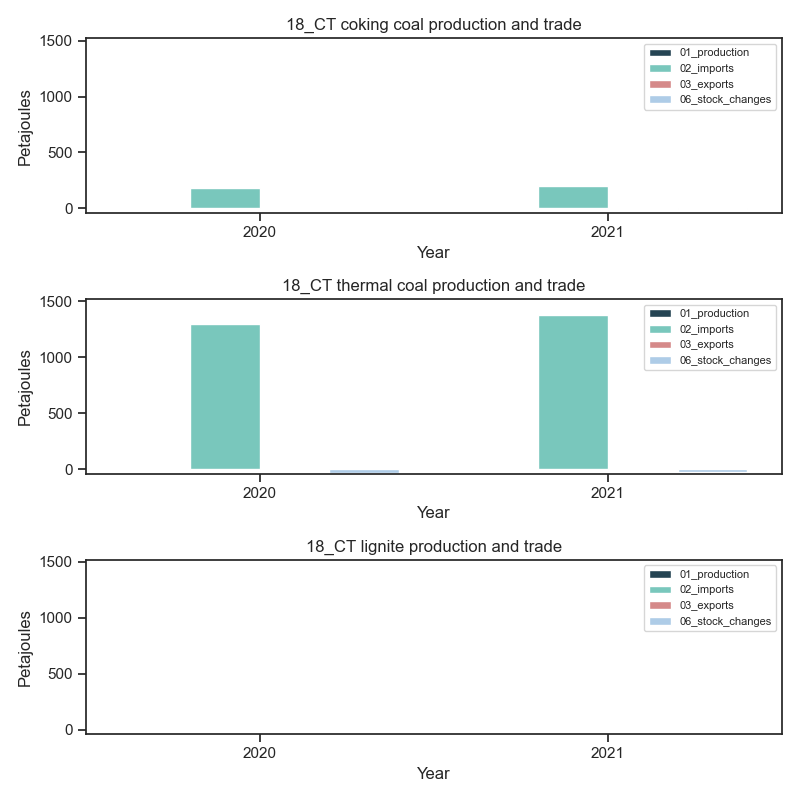 18_CT coking coal production and trade
1500
1000
500
0
Petajoules
01_production
02_imports
03_exports
06_stock_changes
2020
2021
Year
18_CT thermal coal production and trade
1500
1000
500
0
Petajoules
01_production
02_imports
03_exports
06_stock_changes
2020
2021
Year
18_CT lignite production and trade
1500
1000
500
0
Petajoules
01_production
02_imports
03_exports
06_stock_changes
2020
2021
Year